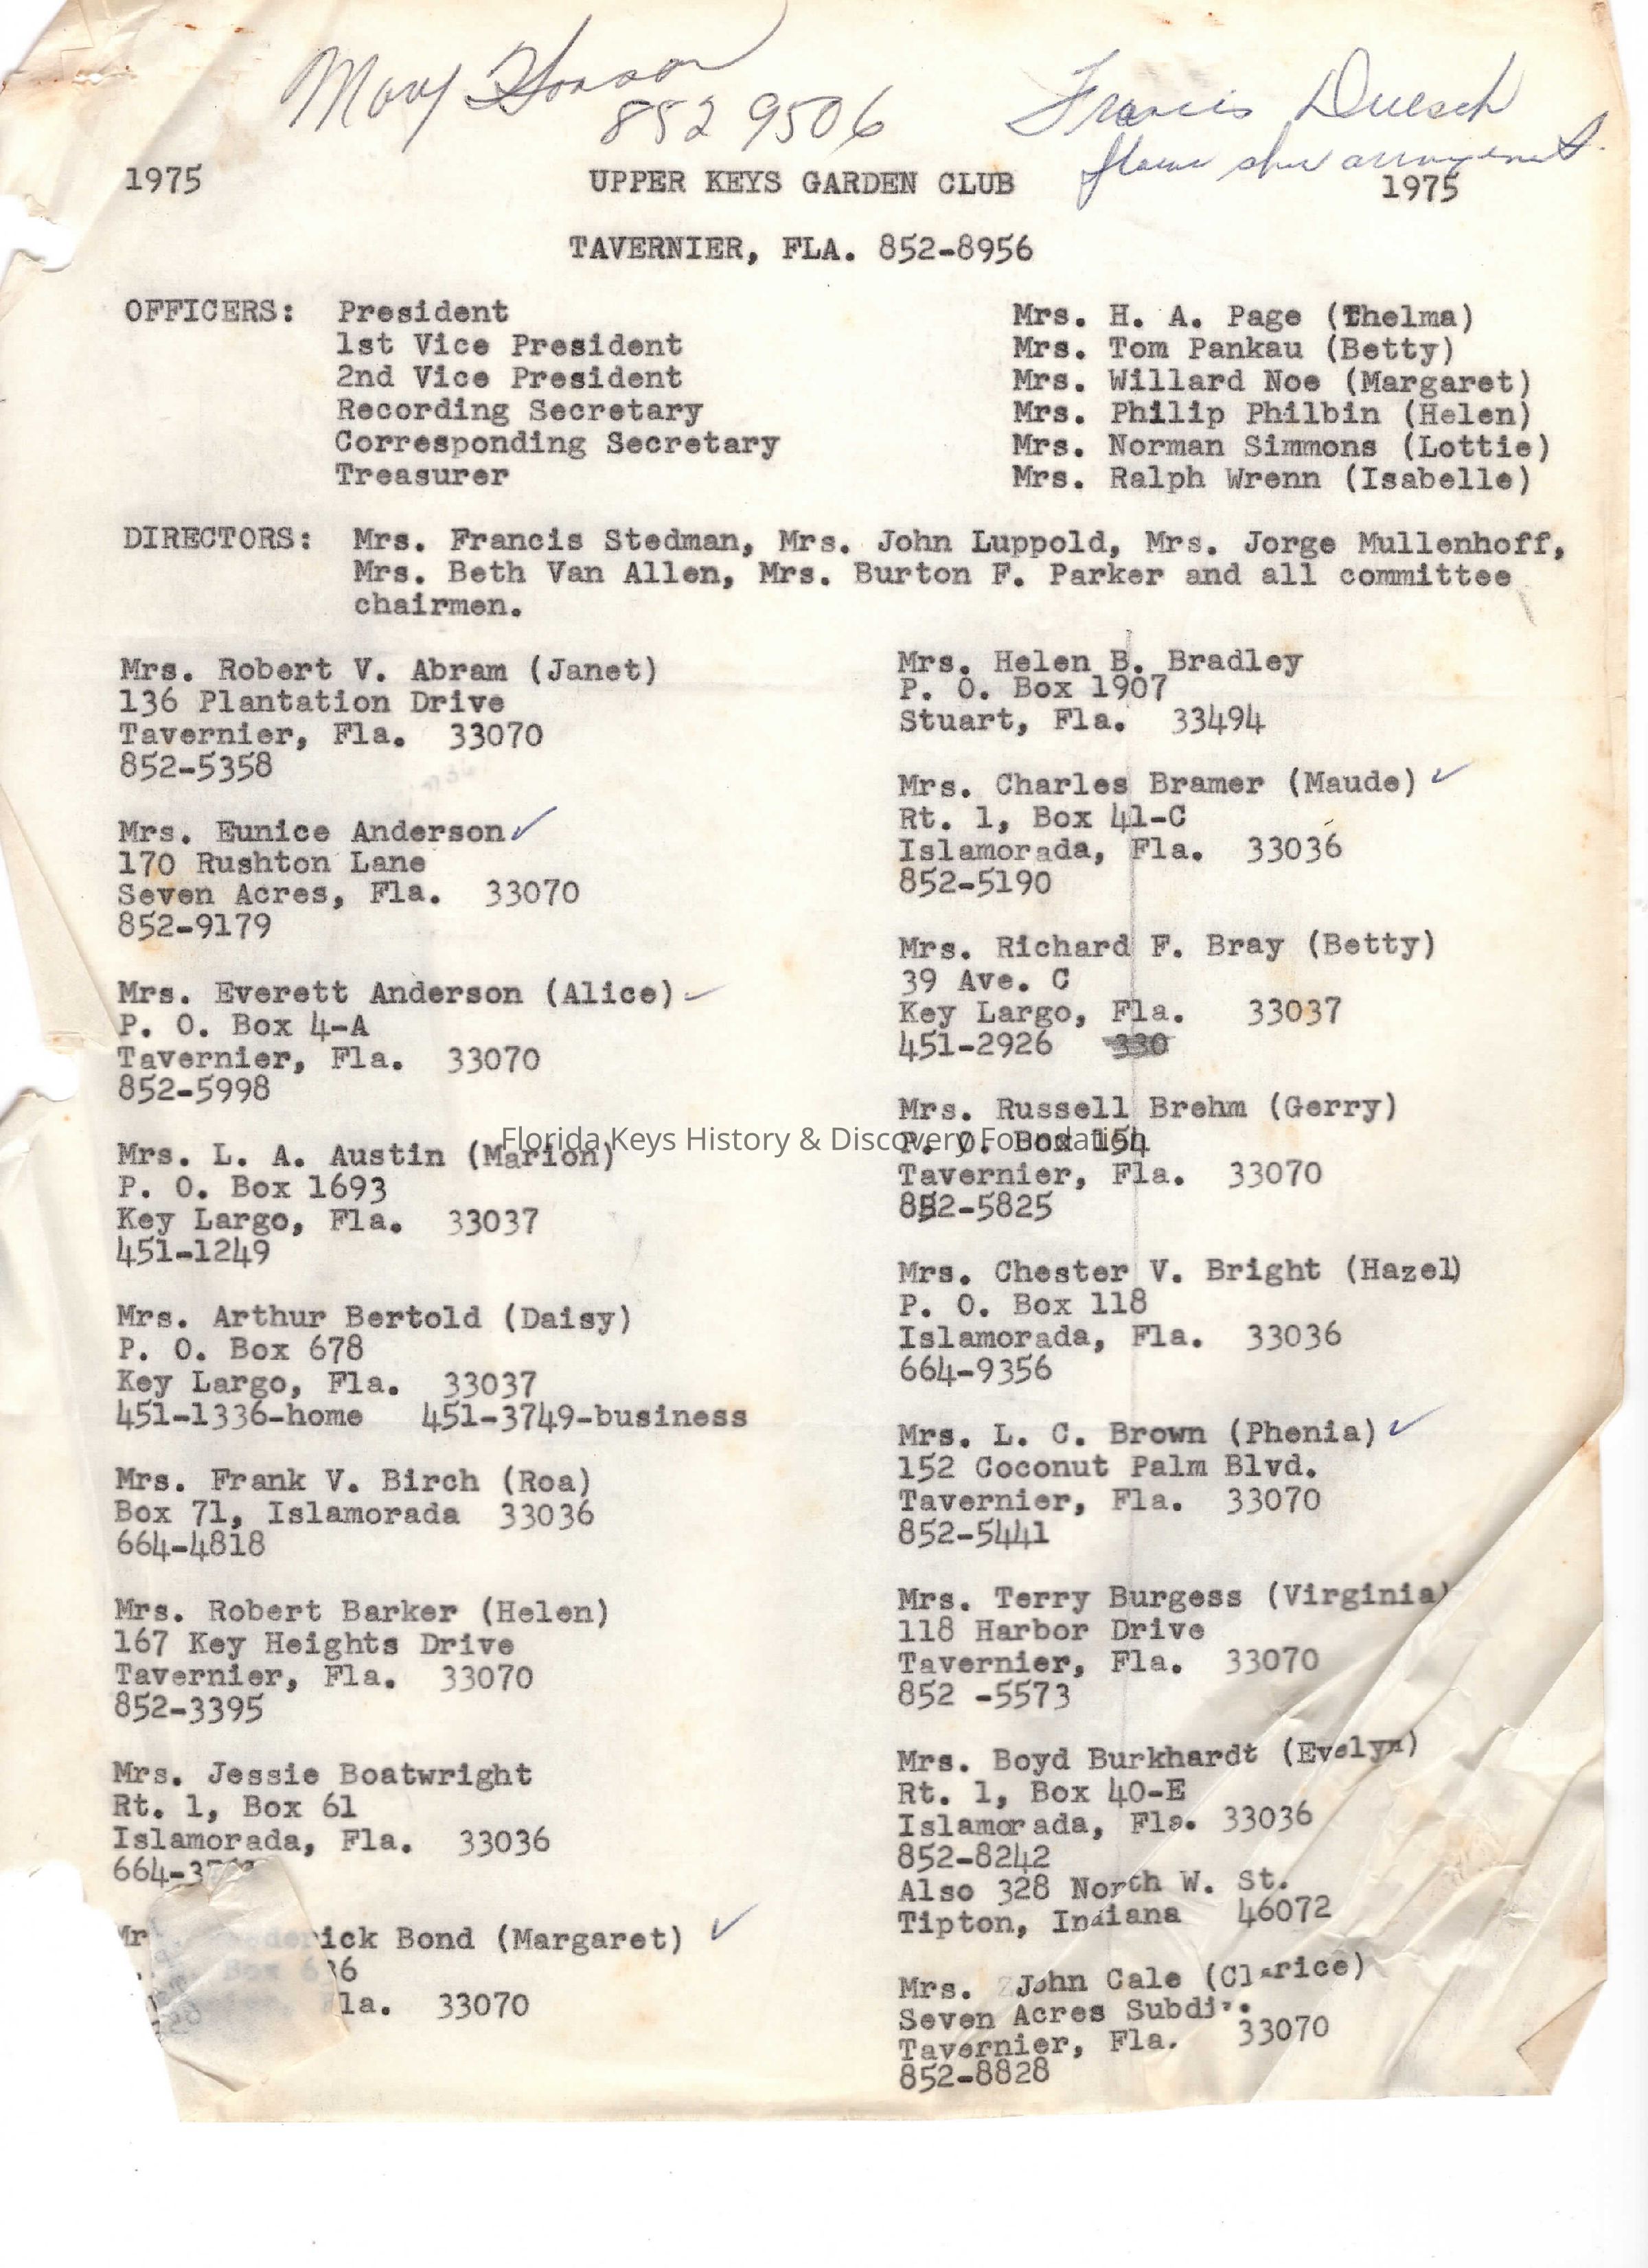 Mary
852 9506
Francis Duesch
flower show arrangement
1975 UPPER KEYS GARDEN CLUB 1975
TAVERNIER, FLA. 852-8956
OFFICERS: President Mrs. H. A. Page (Thelma)
1st Vice President Mrs. Tom Pankau (Betty)
2nd Vice President Mrs. Willard Noe (Margaret)
Recording Secretary Mrs. Philip Philbin (Helen)
Corresponding Secretary Mrs. Norman Simmons (Lottie)
Treasurer Mrs. Ralph Wrenn (Isabelle)
DIRECTORS: Mrs. Francis Stedman, Mrs. John Luppold, Mrs. Jorge Mullenhoff,
Mrs. Beth Van Allen, Mrs. Burton F. Parker and all committee
chairmen.
Mrs. Robert V. Abram (Janet)
136 Plantation Drive
Tavernier, Fla. 33070
852-5358
Mrs. Eunice Anderson ✓
170 Rushton Lane
Seven Acres, Fla. 33070
852-9179
Mrs. Everett Anderson (Alice) ✓
P. O. Box 4-A
Tavernier, Fla. 33070
852-5998
Mrs. L. A. Austin (Marion)
P. O. Box 1693
Key Largo, Fla. 33037
451-1249
Mrs. Arthur Bertold (Daisy)
P. O. Box 678
Key Largo, Fla. 33037
451-1336-home 451-3749-business
Mrs. Frank V. Birch (Roa)
Box 71, Islamorada 33036
664-4818
Mrs. Robert Barker (Helen)
167 Key Heights Drive
Tavernier, Fla. 33070
852-3395
Mrs. Jessie Boatwright
Rt. 1, Box 61
Islamorada, Fla. 33036
664-37
Bond (Margaret) ✓
33070
Mrs. Helen B. Bradley
P. O. Box 1907
Stuart, Fla. 33494
Mrs. Charles Bramer (Maude) ✓
Rt. 1, Box 41-C
Islamorada, Fla. 33036
852-5190
Mrs. Richard F. Bray (Betty)
39 Ave. C
Key Largo, Fla. 33037
451-2926 330
Mrs. Russell Brehm (Gerry)
P. O. Box 154
Tavernier, Fla. 33070
852-5825
Mrs. Chester V. Bright (Hazel)
P. O. Box 118
Islamorada, Fla. 33036
664-9356
Mrs. L. C. Brown (Phenia) ✓
152 Coconut Palm Blvd.
Tavernier, Fla. 33070
852-5441
Mrs. Terry Burgess (Virginia)
118 Harbor Drive
Tavernier, Fla. 33070
852 -5573
Mrs. Boyd Burkhardt (Evelyn)
Rt. 1, Box 40-E
Islamorada, Fla. 33036
852-8242
Also 328 North W. St.
Tipton, Indiana 46072
Mrs. John Cale (Clarice)
Seven Acres Subdiv.
Tavernier, Fla. 33070
852-8828
Florida Keys History & Discovery Foundation